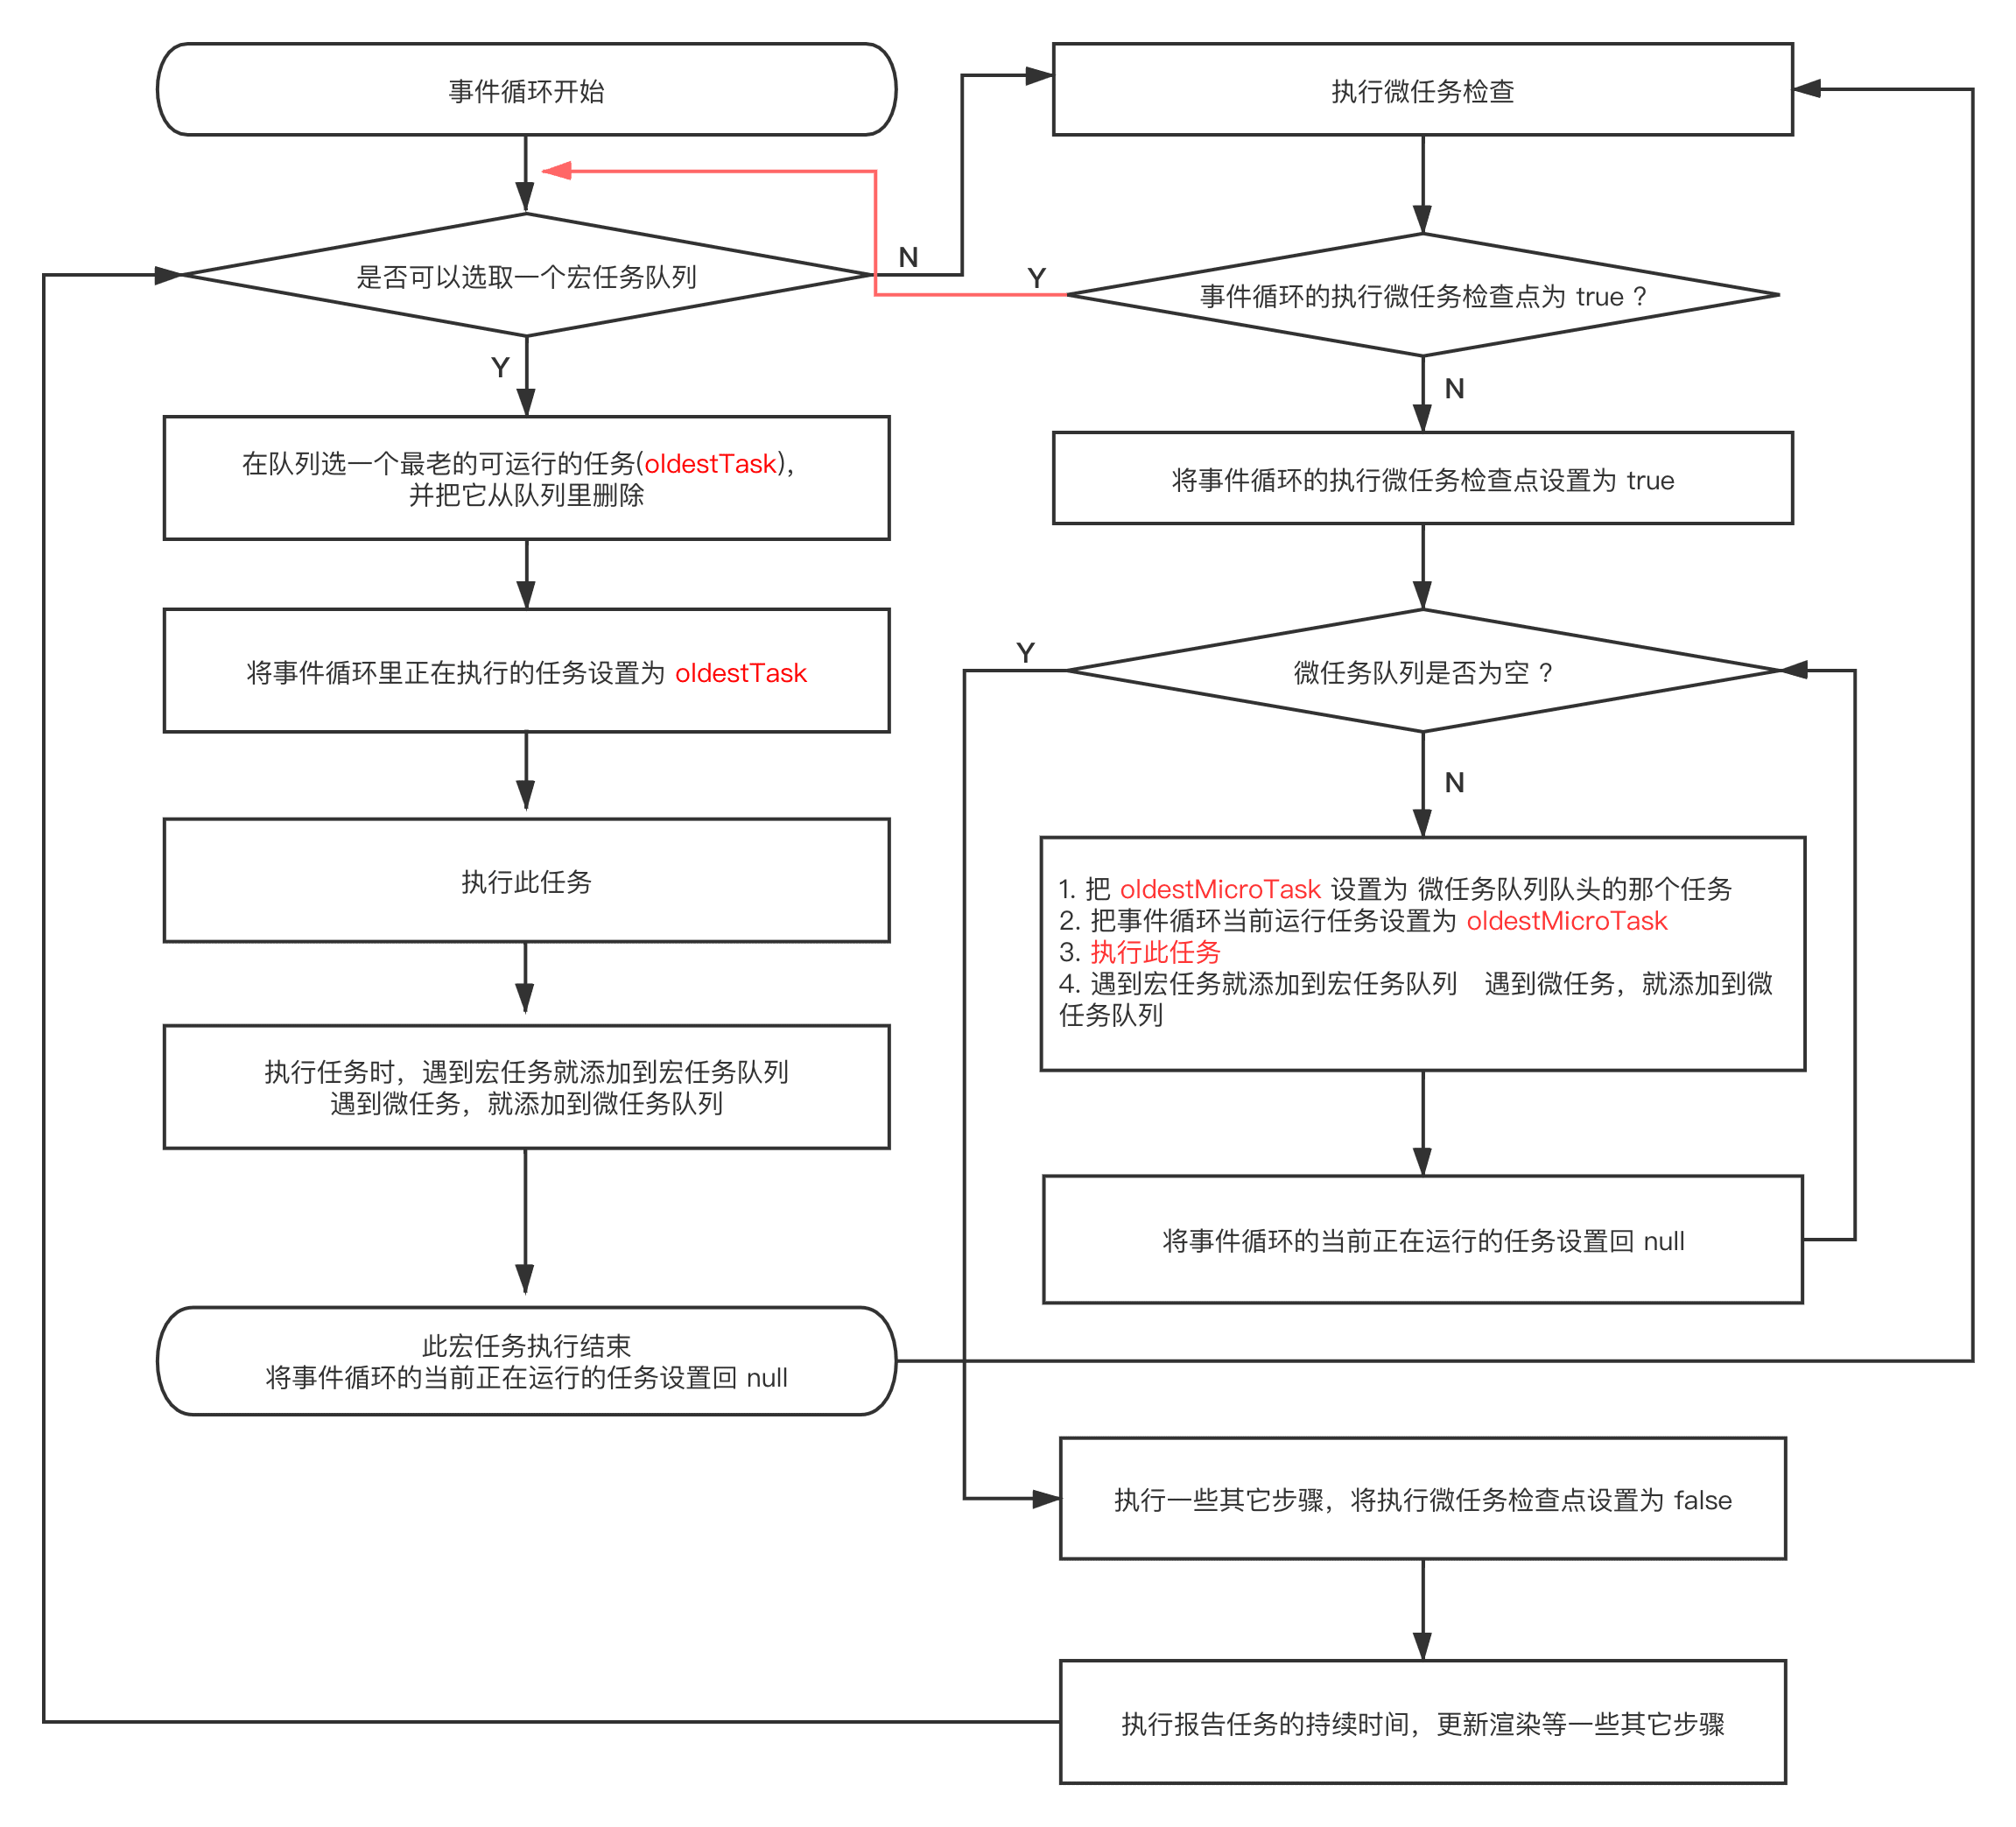 事件循环开始
是否可以选取一个宏任务队列
N
Y
在队列选一个最老的可运行的任务(oldestTask)，
并把它从队列里删除
将事件循环里正在执行的任务设置为 oldestTask
执行此任务
执行任务时，遇到宏任务就添加到宏任务队列
遇到微任务，就添加到微任务队列
此宏任务执行结束
将事件循环的当前正在运行的任务设置回 null
执行微任务检查
事件循环的执行微任务检查点为 true ?
Y
N
将事件循环的执行微任务检查点设置为 true
微任务队列是否为空 ?
Y
N
1. 把 oldestMicroTask 设置为 微任务队列队头的那个任务
2. 把事件循环当前运行任务设置为 oldestMicroTask
3. 执行此任务
4. 遇到宏任务就添加到宏任务队列　遇到微任务，就添加到微
任务队列
将事件循环的当前正在运行的任务设置回 null
执行一些其它步骤，将执行微任务检查点设置为 false
执行报告任务的持续时间，更新渲染等一些其它步骤